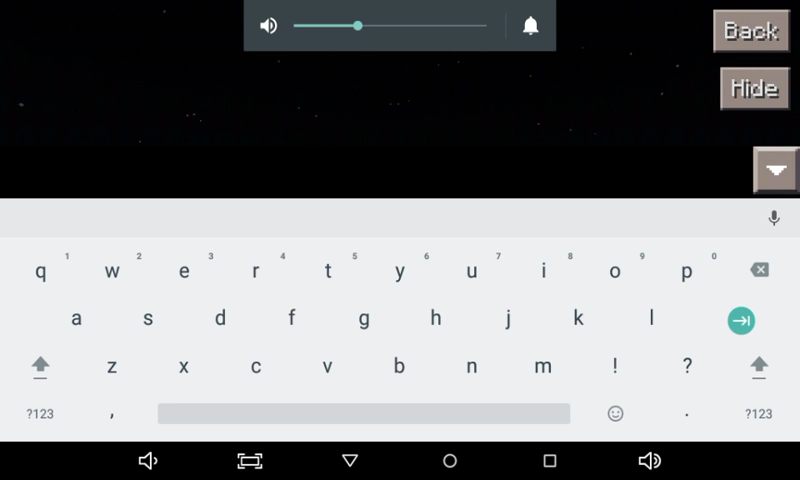 Back
Hide
1 2 3 4 5 6 7 8 9 0
q w e r t y u i o p
a s d f g h j k l
z x c v b n m ! ?
?123 , . ?123